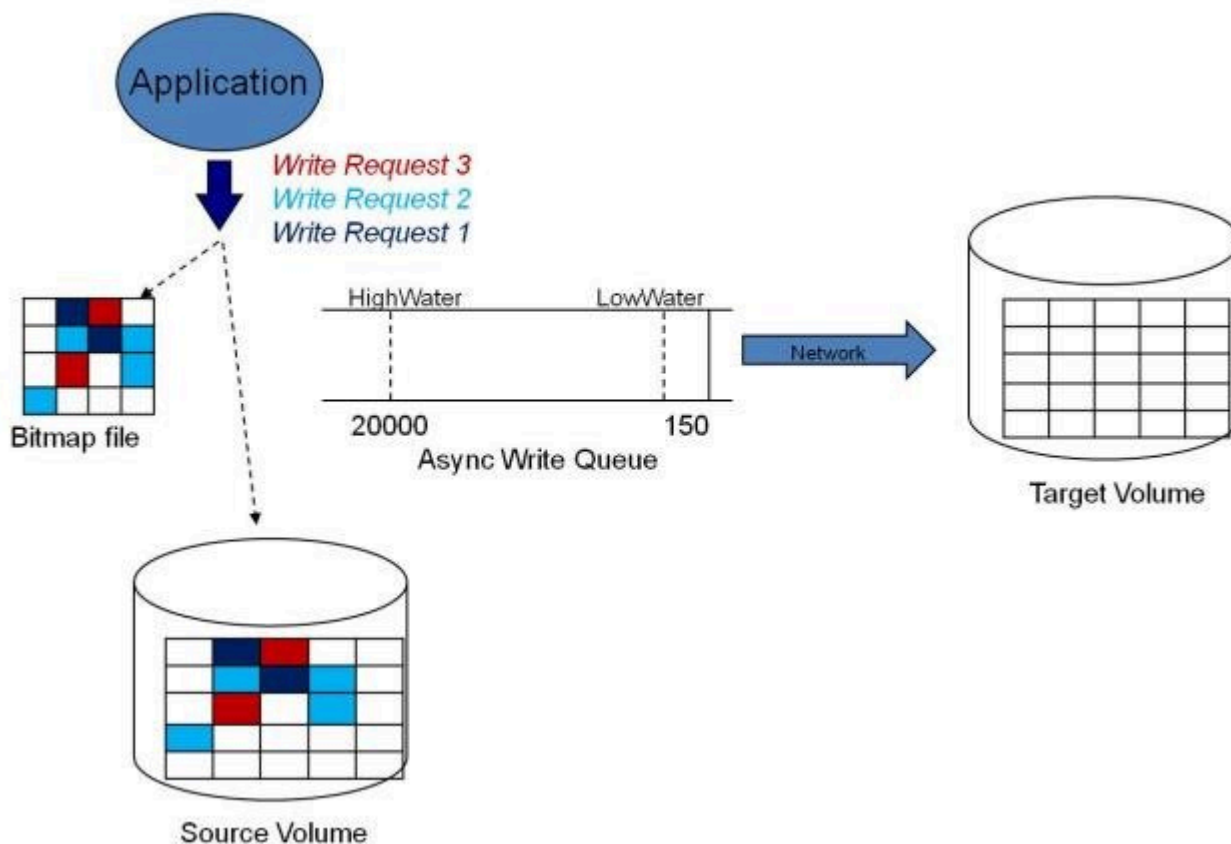 Application
Write Request 3
Write Request 2
Write Request 1
HighWater LowWater
Network
20000 150
Async Write Queue
Bitmap file
Target Volume
Source Volume